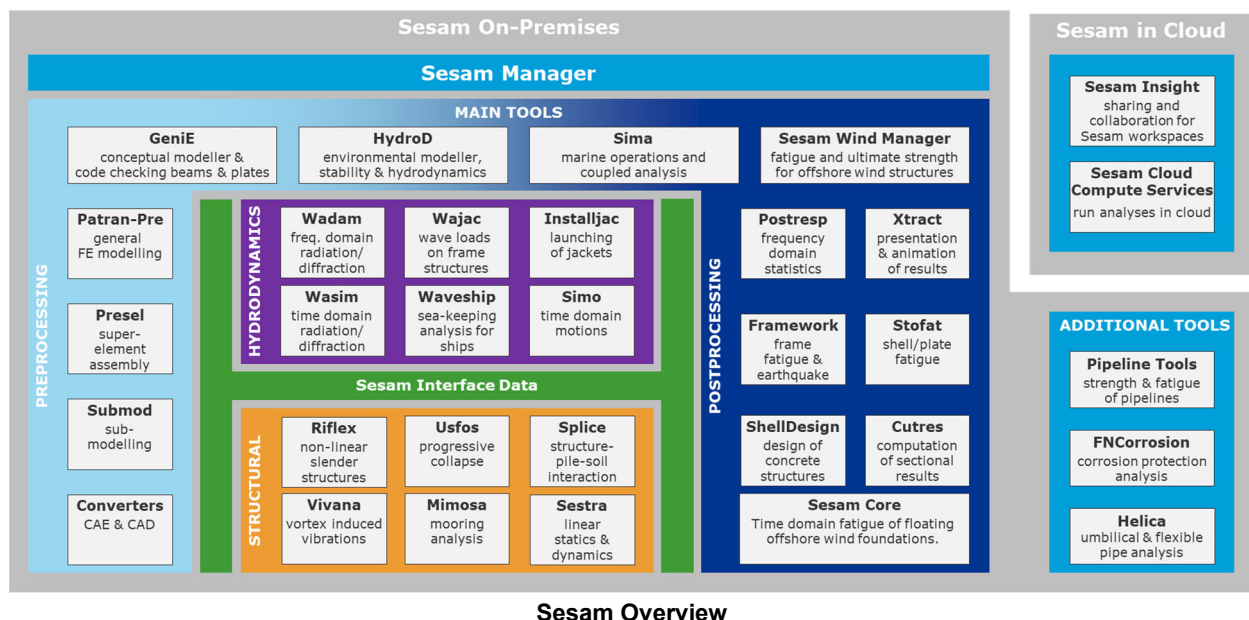 Sesam On-Premises
Sesam in Cloud
Sesam Manager
MAIN TOOLS
GeniE
conceptual modeller &
code checking beams & plates
HydroD
environmental modeller,
stability & hydrodynamics
Sima
marine operations and
coupled analysis
Sesam Wind Manager
fatigue and ultimate strength
for offshore wind structures
PREPROCESSING
Patran-Pre
general
FE modelling
Presel
super-
element
assembly
Submod
sub-
modelling
Converters
CAE & CAD
HYDRODYNAMICS
Wadam
freq. domain
radiation/
diffraction
Wajac
wave loads
on frame
structures
Installjac
launching
of jackets
Wasim
time domain
radiation/
diffraction
Waveship
sea-keeping
analysis for
ships
Simo
time domain
motions
Sesam Interface Data
STRUCTURAL
Riflex
non-linear
slender
structures
Usfos
progressive
collapse
Splice
structure-
pile-soil
interaction
Vivana
vortex induced
vibrations
Mimosa
mooring
analysis
Sestra
linear
statics &
dynamics
POSTPROCESSING
Postresp
frequency
domain
statistics
Xtract
presentation
& animation
of results
Framework
frame
fatigue &
earthquake
Stofat
shell/plate
fatigue
ShellDesign
design of
concrete
structures
Cutres
computation
of sectional
results
Sesam Core
Time domain fatigue of floating
offshore wind foundations.
Sesam Insight
sharing and
collaboration for
Sesam workspaces
Sesam Cloud
Compute Services
run analyses in cloud
ADDITIONAL TOOLS
Pipeline Tools
strength & fatigue
of pipelines
FNCorrosion
corrosion protection
analysis
Helica
umbilical & flexible
pipe analysis
Sesam Overview